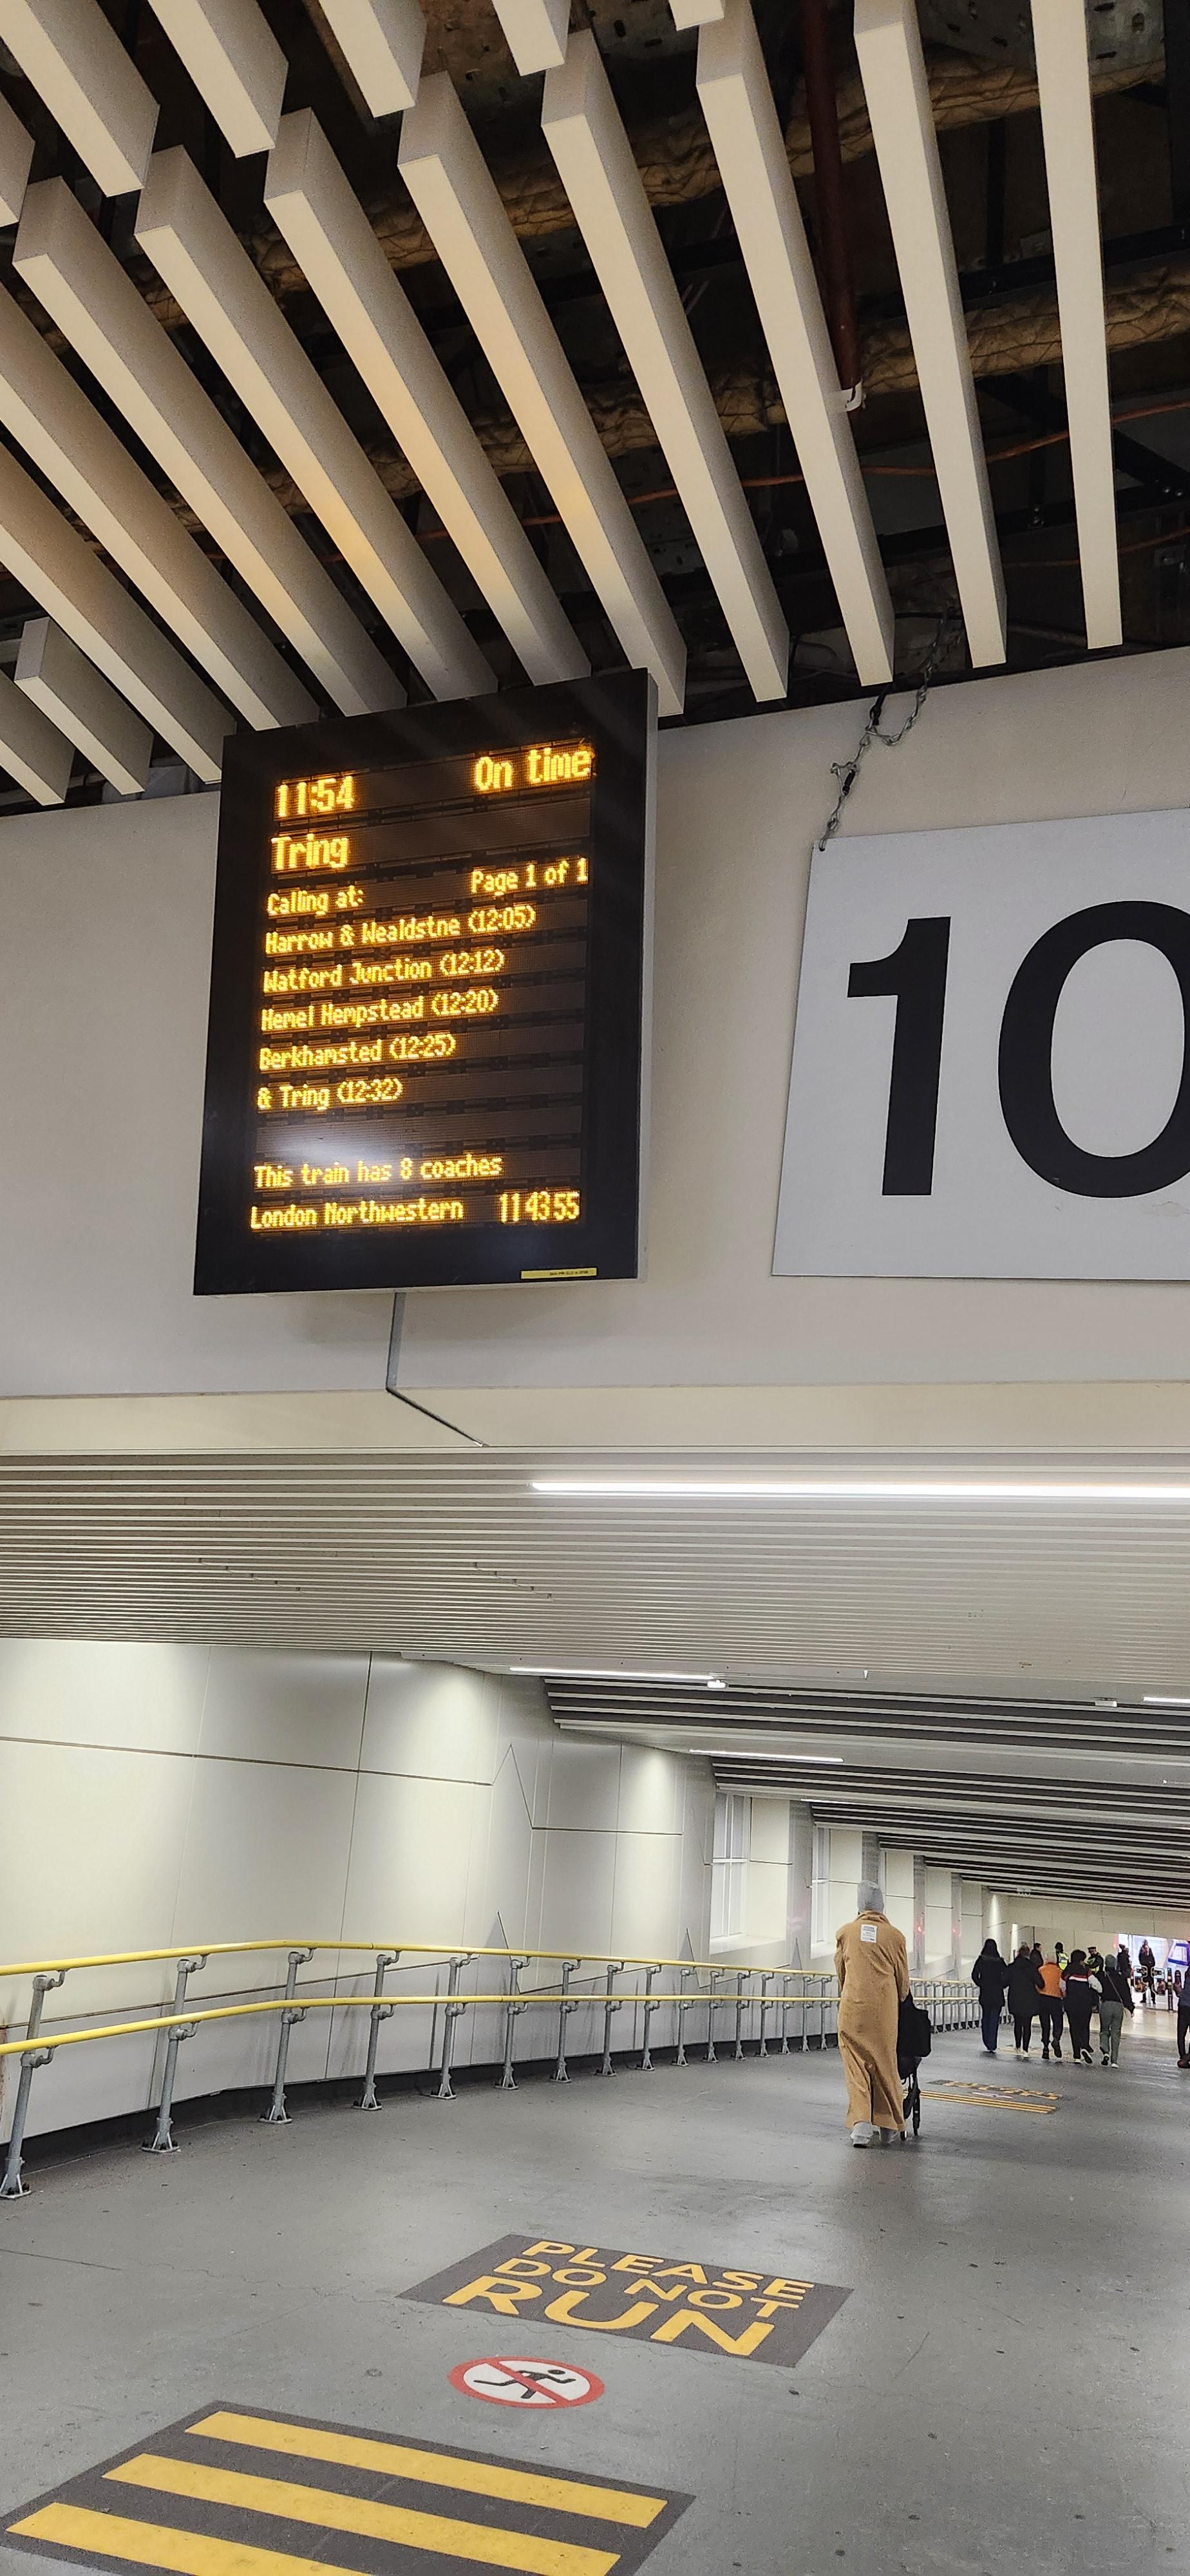 11:54 On time
Tring
Calling at: Page 1 of 1
Harrow & Wealdstne (12:05)
Watford Junction (12:12)
Hemel Hempstead (12:20)
Berkhamsted (12:25)
& Tring (12:32)
This train has 8 coaches
London Northwestern 11:43:55
10
PLEASE
DO NOT
RUN